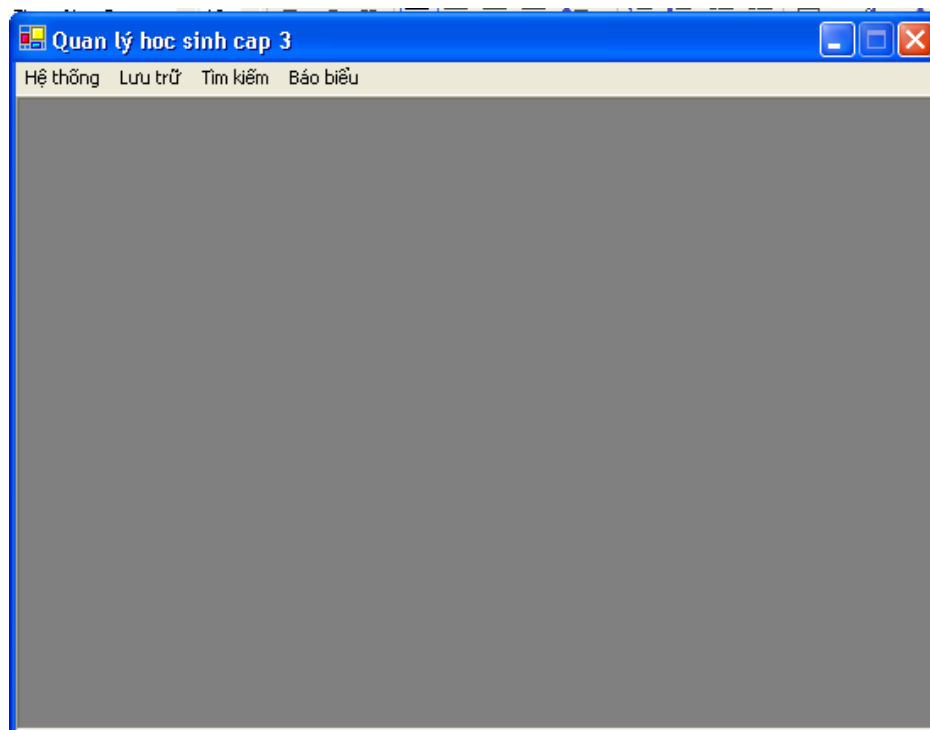 Quan lý hoc sinh cap 3
Hệ thống Lưu trữ Tìm kiếm Báo biểu